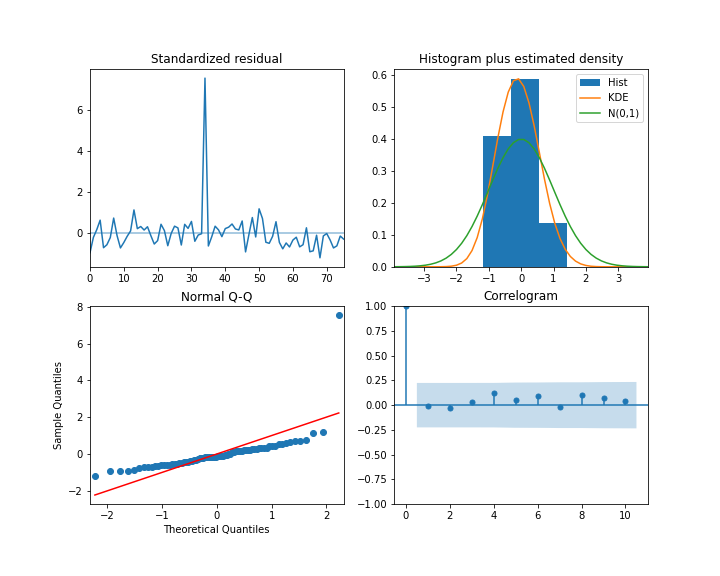 Standardized residual
6
4
2
0
0 10 20 30 40 50 60 70
Histogram plus estimated density
0.6
0.5
0.4
0.3
0.2
0.1
0.0
−3 −2 −1 0 1 2 3
Hist
KDE
N(0,1)
Normal Q-Q
8
6
4
2
0
−2
−2 −1 0 1 2
Sample Quantiles
Theoretical Quantiles
Correlogram
1.00
0.75
0.50
0.25
0.00
−0.25
−0.50
−0.75
−1.00
0 2 4 6 8 10